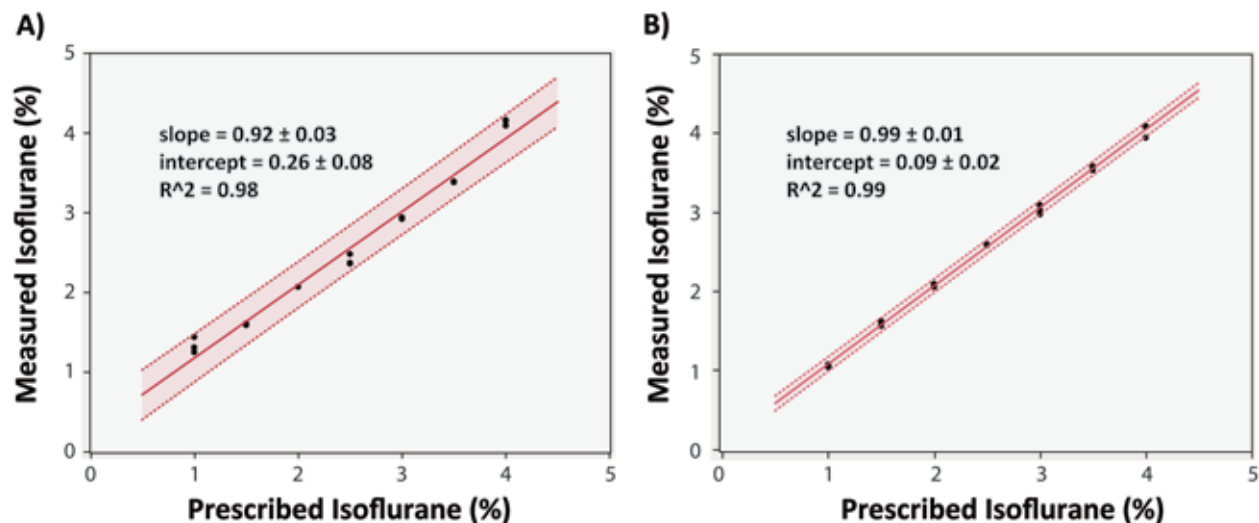 A)
5
4
3
2
1
0
slope = 0.92 ± 0.03
intercept = 0.26 ± 0.08
R^2 = 0.98
Measured Isoflurane (%)
0 1 2 3 4 5
Prescribed Isoflurane (%)
B)
5
4
3
2
1
0
slope = 0.99 ± 0.01
intercept = 0.09 ± 0.02
R^2 = 0.99
Measured Isoflurane (%)
0 1 2 3 4 5
Prescribed Isoflurane (%)